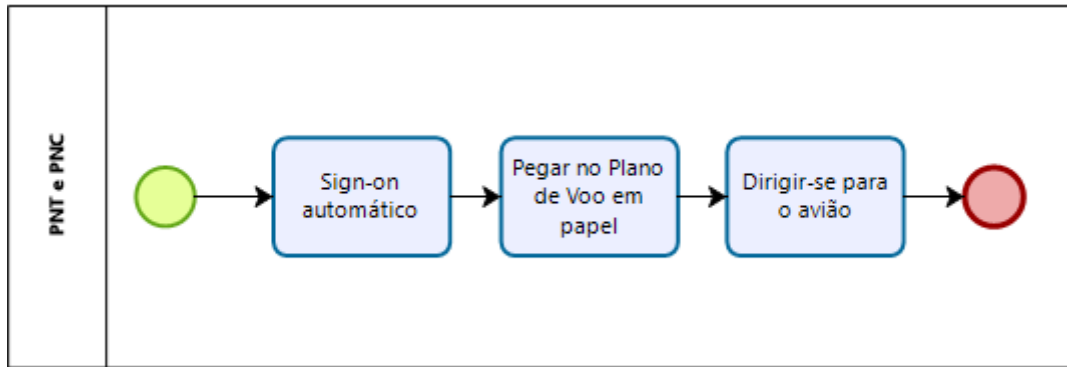 PNT e PNC
Sign-on
automático
Pegar no Plano
de Voo em
papel
Dirigir-se para
o avião